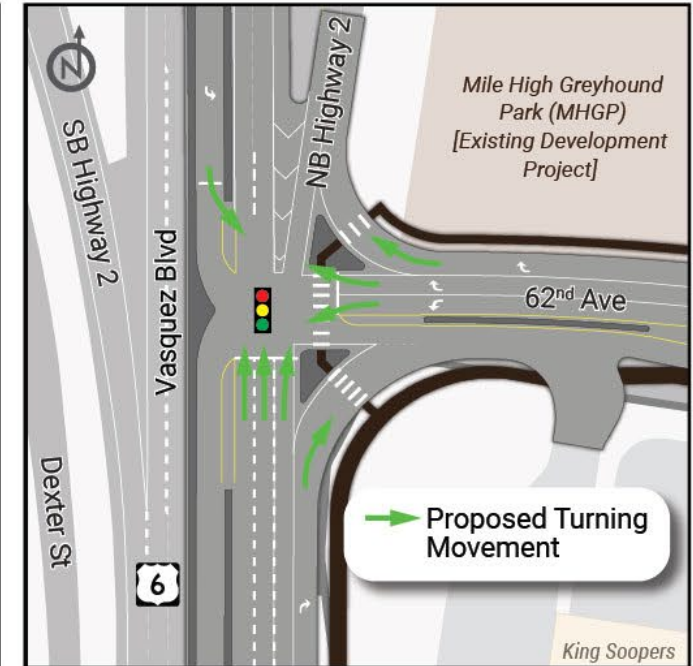 N
SB Highway 2
Vasquez Blvd
NB Highway 2
Mile High Greyhound
Park (MHGP)
[Existing Development
Project]
62nd Ave
Dexter St
6
Proposed Turning
Movement
King Soopers